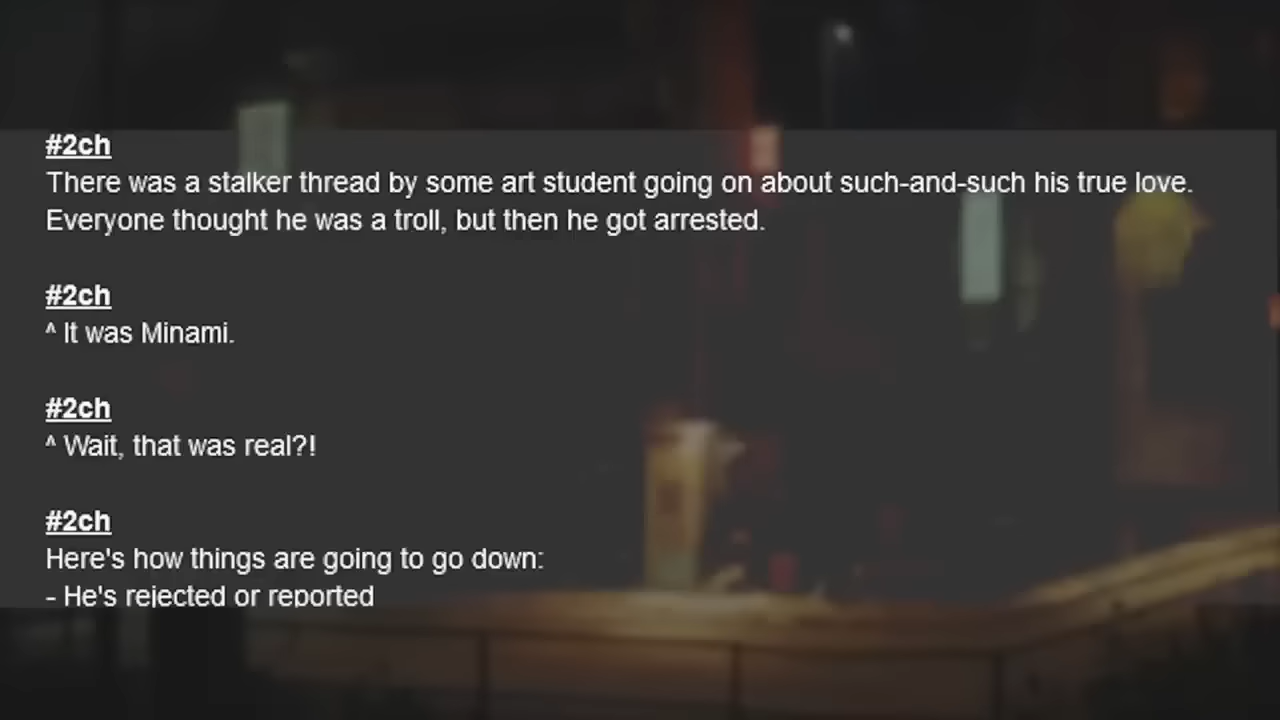 #2ch
There was a stalker thread by some art student going on about such-and-such his true love.
Everyone thought he was a troll, but then he got arrested.
#2ch
^ It was Minami.
#2ch
^ Wait, that was real?!
#2ch
Here's how things are going to go down:
- He's rejected or reported